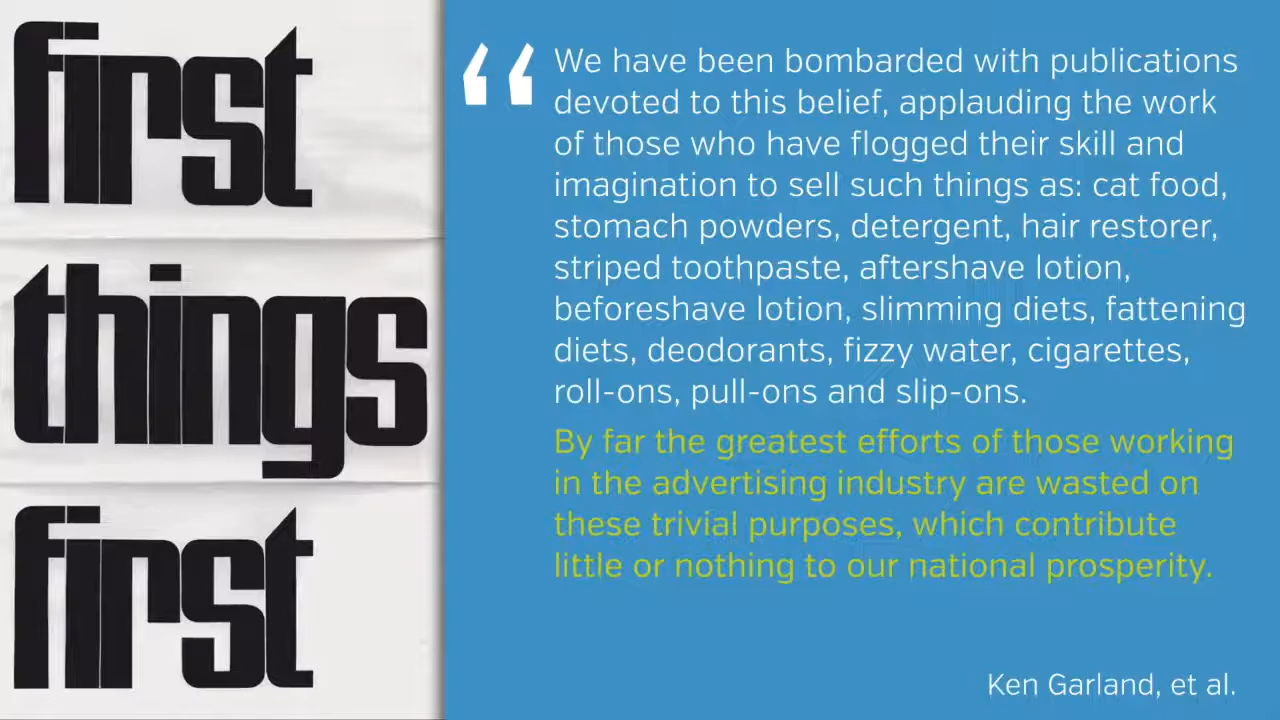 first
things
first
“
We have been bombarded with publications
devoted to this belief, applauding the work
of those who have flogged their skill and
imagination to sell such things as: cat food,
stomach powders, detergent, hair restorer,
striped toothpaste, aftershave lotion,
beforeshave lotion, slimming diets, fattening
diets, deodorants, fizzy water, cigarettes,
roll-ons, pull-ons and slip-ons.
By far the greatest efforts of those working
in the advertising industry are wasted on
these trivial purposes, which contribute
little or nothing to our national prosperity.
Ken Garland, et al.